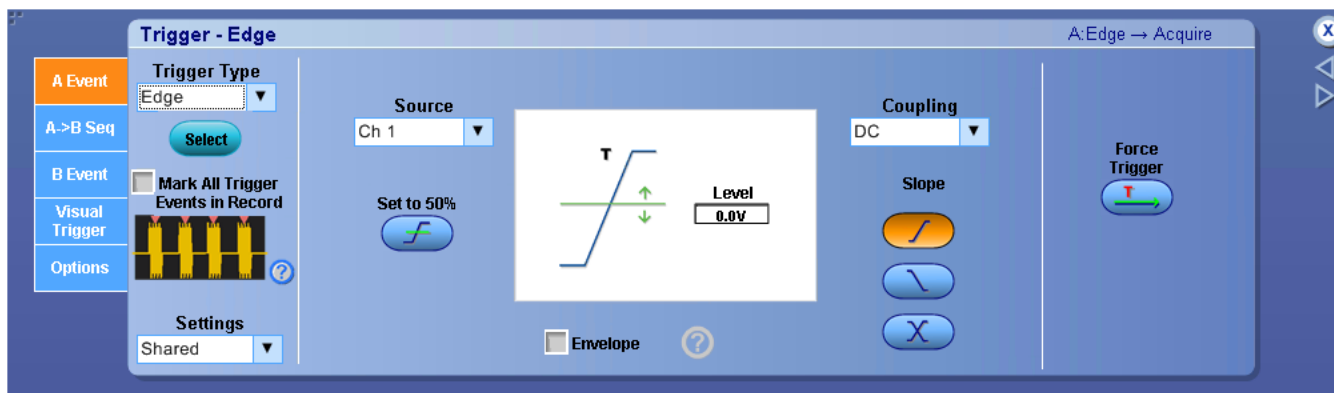 Trigger - Edge
A:Edge → Acquire
X
A Event
A->B Seq
B Event
Visual
Trigger
Options
Trigger Type
Edge
Select
Mark All Trigger
Events in Record
?
Settings
Shared
Source
Ch 1
Set to 50%
T
Level
0.0V
Envelope
?
Coupling
DC
Slope
Force
Trigger
T